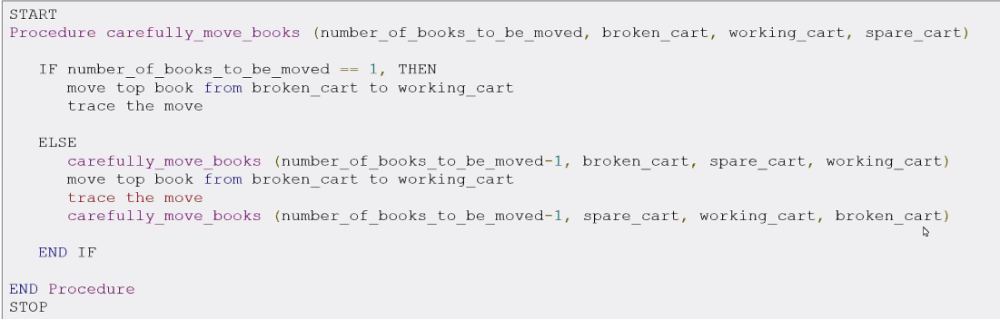 START
Procedure carefully_move_books (number_of_books_to_be_moved, broken_cart, working_cart, spare_cart)
IF number_of_books_to_be_moved == 1, THEN
move top book from broken_cart to working_cart
trace the move
ELSE
carefully_move_books (number_of_books_to_be_moved-1, broken_cart, spare_cart, working_cart)
move top book from broken_cart to working_cart
trace the move
carefully_move_books (number_of_books_to_be_moved-1, spare_cart, working_cart, broken_cart)
END IF
END Procedure
STOP